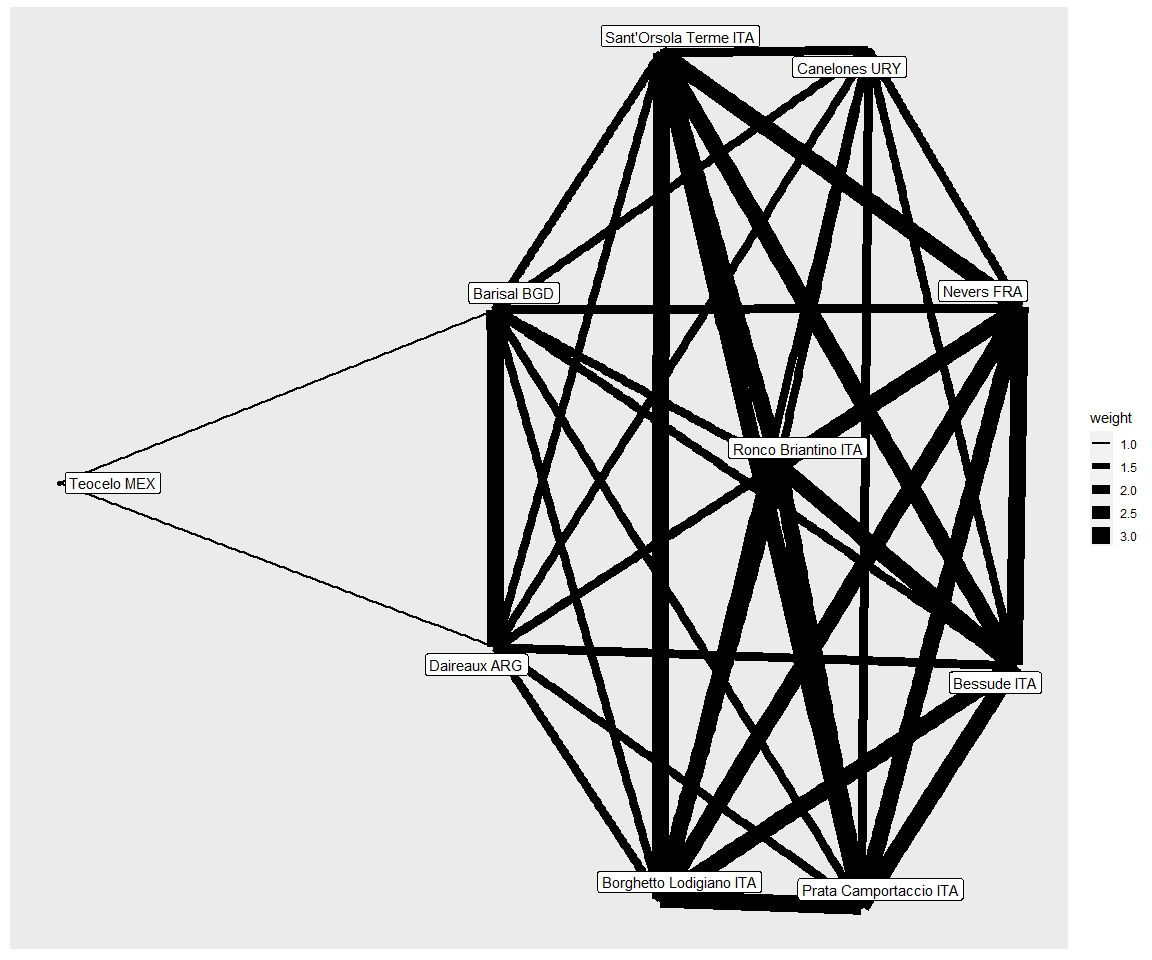 Sant'Orsola Terme ITA
Canelones URY
Barisal BGD
Nevers FRA
Ronco Briantino ITA
Teocelo MEX
Daireaux ARG
Bessude ITA
Borghetto Lodigiano ITA
Prata Camportaccio ITA
weight
1.0
1.5
2.0
2.5
3.0